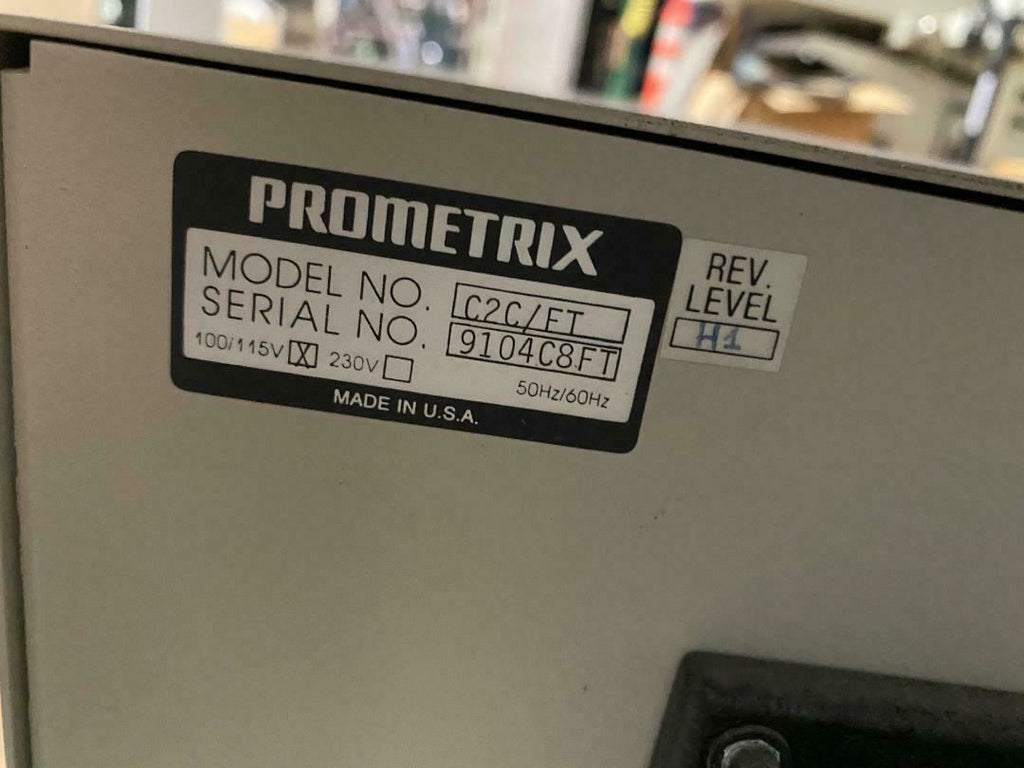 PROMETRIX
MODEL NO. C2C/FT
SERIAL NO. 9104C8FT
100/115V ☒ 230V ☐ 50Hz/60Hz
MADE IN U.S.A.
REV.
LEVEL
H1